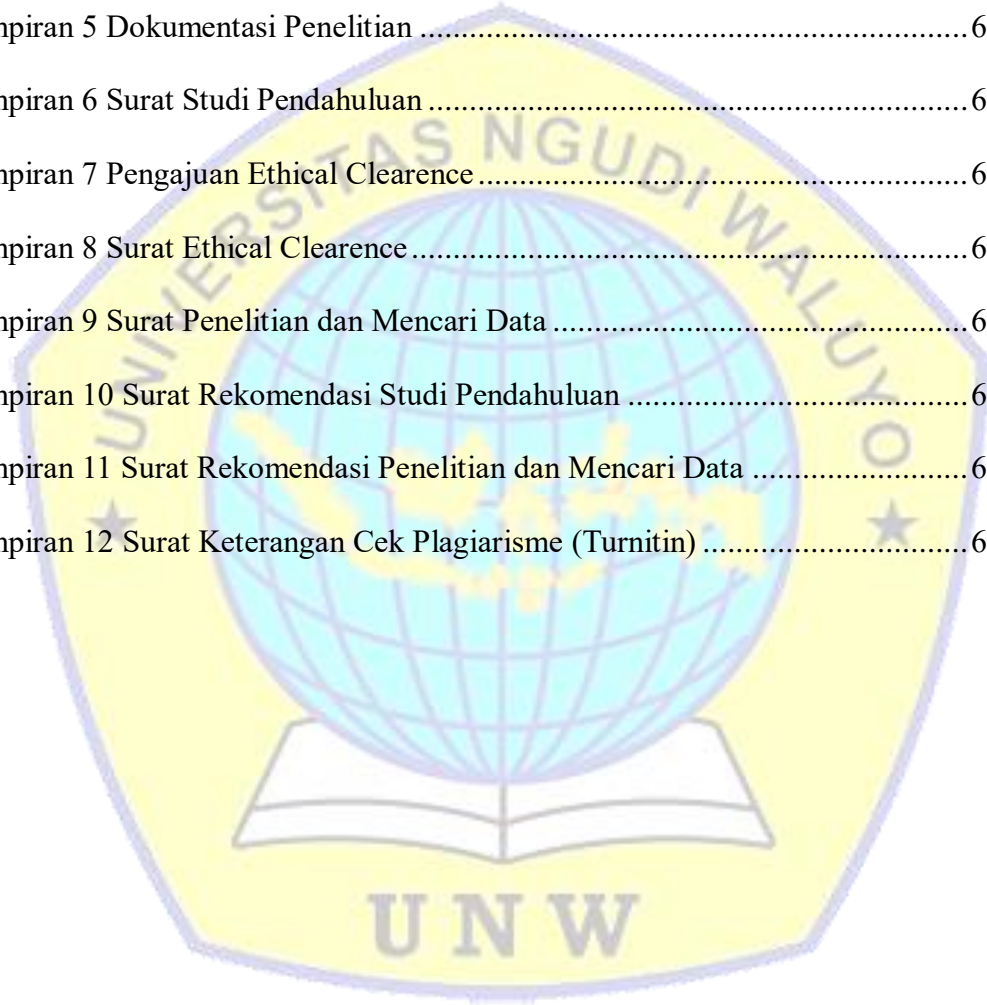 npiran 5 Dokumentasi Penelitian ................................................................ 6
npiran 6 Surat Studi Pendahuluan ................................................................ 6
npiran 7 Pengajuan Ethical Clearence ................................................................ 6
npiran 8 Surat Ethical Clearence ................................................................ 6
npiran 9 Surat Penelitian dan Mencari Data ................................................................ 6
npiran 10 Surat Rekomendasi Studi Pendahuluan ........................................ 6
npiran 11 Surat Rekomendasi Penelitian dan Mencari Data ......................... 6
npiran 12 Surat Keterangan Cek Plagiarisme (Turnitin) ................................ 6
UNIVERSITAS NGUDI WALUYO
UNW